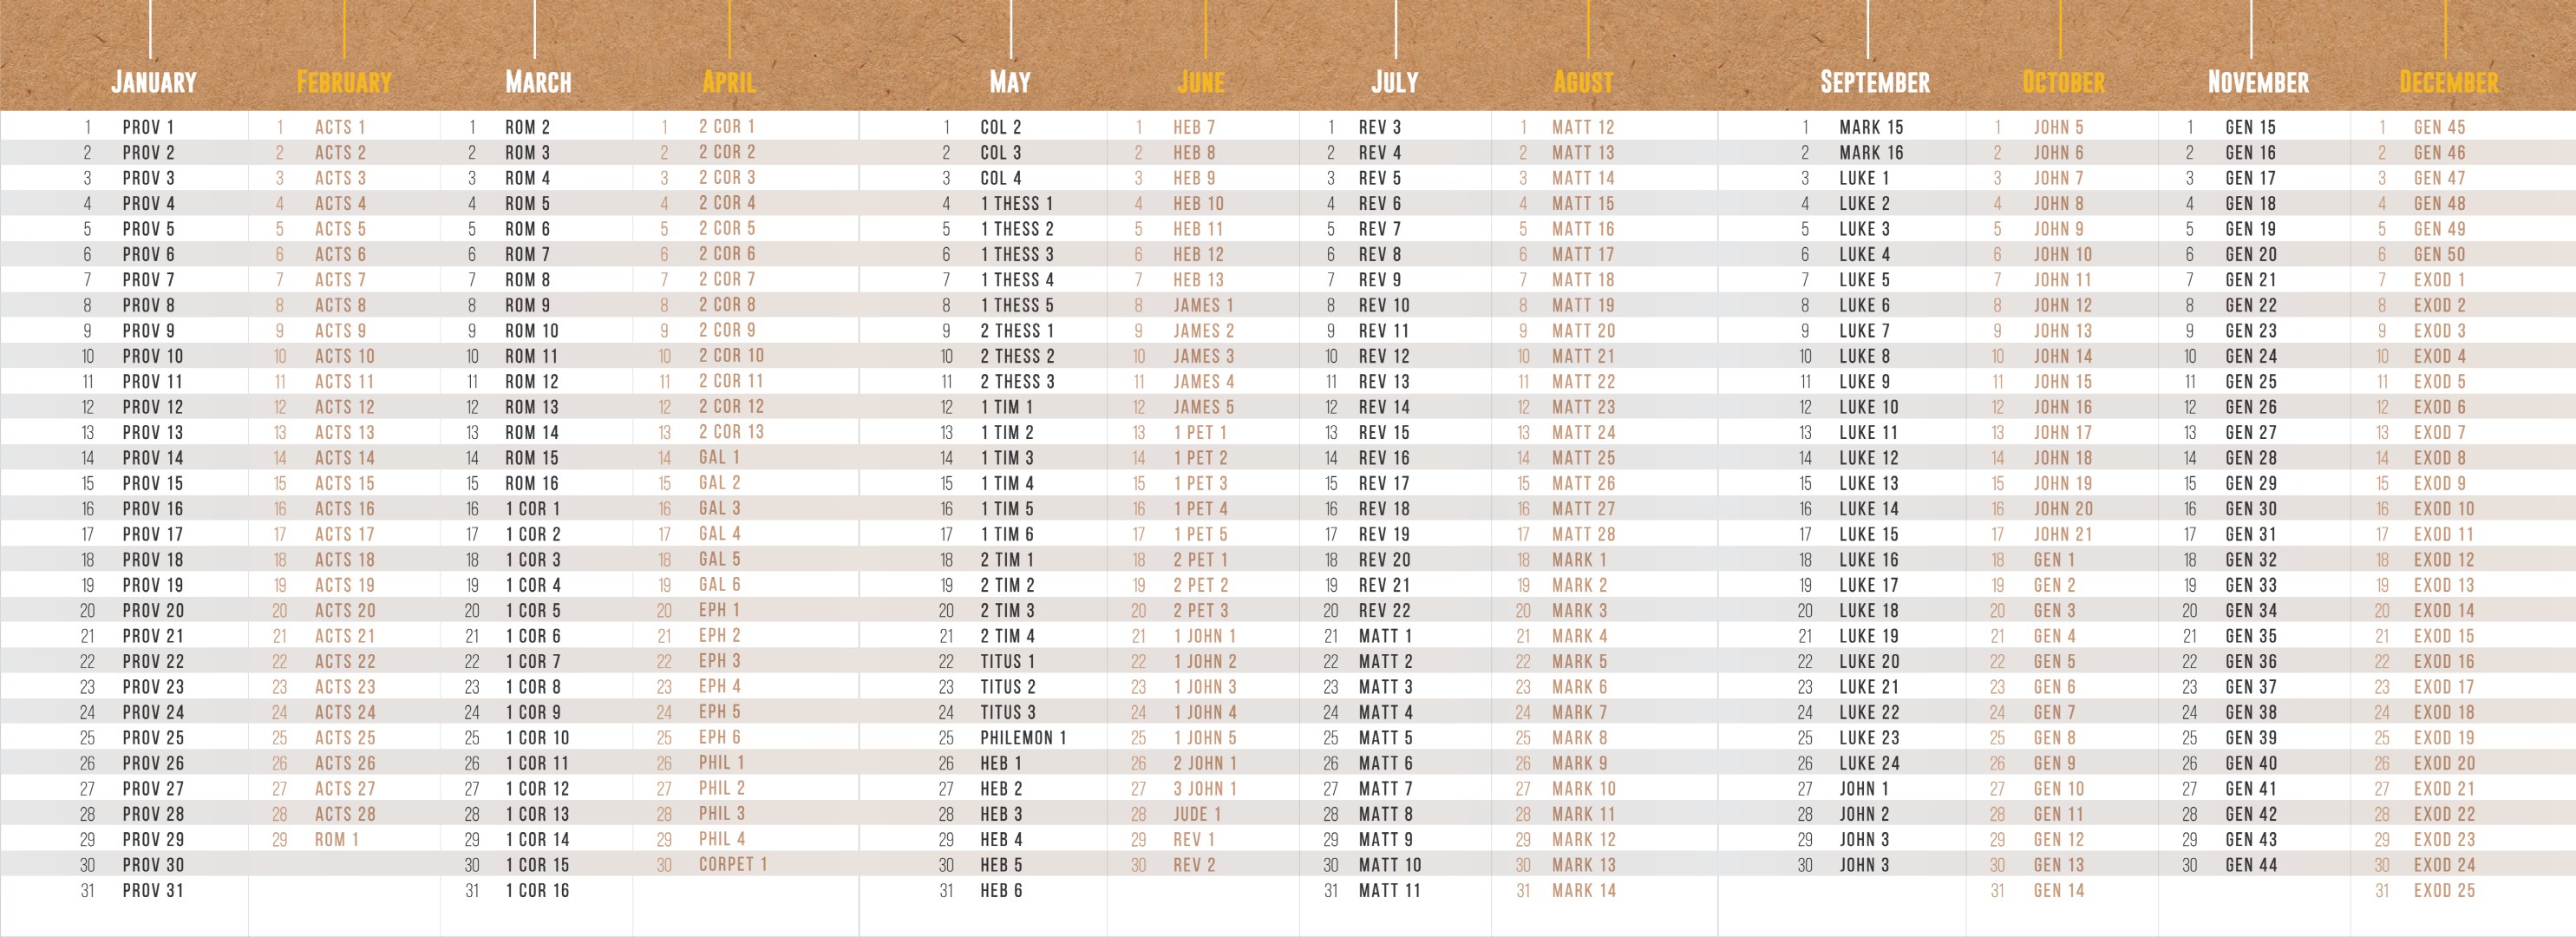 JANUARY FEBRUARY MARCH APRIL MAY JUNE JULY AGUST SEPTEMBER OCTOBER NOVEMBER DECEMBER
1 PROV 1 1 ACTS 1 1 ROM 2 1 2 COR 1 1 COL 2 1 HEB 7 1 REV 3 1 MATT 12 1 MARK 15 1 JOHN 5 1 GEN 15 1 GEN 45
2 PROV 2 2 ACTS 2 2 ROM 3 2 2 COR 2 2 COL 3 2 HEB 8 2 REV 4 2 MATT 13 2 MARK 16 2 JOHN 6 2 GEN 16 2 GEN 46
3 PROV 3 3 ACTS 3 3 ROM 4 3 2 COR 3 3 COL 4 3 HEB 9 3 REV 5 3 MATT 14 3 LUKE 1 3 JOHN 7 3 GEN 17 3 GEN 47
4 PROV 4 4 ACTS 4 4 ROM 5 4 2 COR 4 4 1 THESS 1 4 HEB 10 4 REV 6 4 MATT 15 4 LUKE 2 4 JOHN 8 4 GEN 18 4 GEN 48
5 PROV 5 5 ACTS 5 5 ROM 6 5 2 COR 5 5 1 THESS 2 5 HEB 11 5 REV 7 5 MATT 16 5 LUKE 3 5 JOHN 9 5 GEN 19 5 GEN 49
6 PROV 6 6 ACTS 6 6 ROM 7 6 2 COR 6 6 1 THESS 3 6 HEB 12 6 REV 8 6 MATT 17 6 LUKE 4 6 JOHN 10 6 GEN 20 6 GEN 50
7 PROV 7 7 ACTS 7 7 ROM 8 7 2 COR 7 7 1 THESS 4 7 HEB 13 7 REV 9 7 MATT 18 7 LUKE 5 7 JOHN 11 7 GEN 21 7 EXOD 1
8 PROV 8 8 ACTS 8 8 ROM 9 8 2 COR 8 8 1 THESS 5 8 JAMES 1 8 REV 10 8 MATT 19 8 LUKE 6 8 JOHN 12 8 GEN 22 8 EXOD 2
9 PROV 9 9 ACTS 9 9 ROM 10 9 2 COR 9 9 2 THESS 1 9 JAMES 2 9 REV 11 9 MATT 20 9 LUKE 7 9 JOHN 13 9 GEN 23 9 EXOD 3
10 PROV 10 10 ACTS 10 10 ROM 11 10 2 COR 10 10 2 THESS 2 10 JAMES 3 10 REV 12 10 MATT 21 10 LUKE 8 10 JOHN 14 10 GEN 24 10 EXOD 4
11 PROV 11 11 ACTS 11 11 ROM 12 11 2 COR 11 11 2 THESS 3 11 JAMES 4 11 REV 13 11 MATT 22 11 LUKE 9 11 JOHN 15 11 GEN 25 11 EXOD 5
12 PROV 12 12 ACTS 12 12 ROM 13 12 2 COR 12 12 1 TIM 1 12 JAMES 5 12 REV 14 12 MATT 23 12 LUKE 10 12 JOHN 16 12 GEN 26 12 EXOD 6
13 PROV 13 13 ACTS 13 13 ROM 14 13 2 COR 13 13 1 TIM 2 13 1 PET 1 13 REV 15 13 MATT 24 13 LUKE 11 13 JOHN 17 13 GEN 27 13 EXOD 7
14 PROV 14 14 ACTS 14 14 ROM 15 14 GAL 1 14 1 TIM 3 14 1 PET 2 14 REV 16 14 MATT 25 14 LUKE 12 14 JOHN 18 14 GEN 28 14 EXOD 8
15 PROV 15 15 ACTS 15 15 ROM 16 15 GAL 2 15 1 TIM 4 15 1 PET 3 15 REV 17 15 MATT 26 15 LUKE 13 15 JOHN 19 15 GEN 29 15 EXOD 9
16 PROV 16 16 ACTS 16 16 1 COR 1 16 GAL 3 16 1 TIM 5 16 1 PET 4 16 REV 18 16 MATT 27 16 LUKE 14 16 JOHN 20 16 GEN 30 16 EXOD 10
17 PROV 17 17 ACTS 17 17 1 COR 2 17 GAL 4 17 1 TIM 6 17 1 PET 5 17 REV 19 17 MATT 28 17 LUKE 15 17 JOHN 21 17 GEN 31 17 EXOD 11
18 PROV 18 18 ACTS 18 18 1 COR 3 18 GAL 5 18 2 TIM 1 18 2 PET 1 18 REV 20 18 MARK 1 18 LUKE 16 18 GEN 1 18 GEN 32 18 EXOD 12
19 PROV 19 19 ACTS 19 19 1 COR 4 19 GAL 6 19 2 TIM 2 19 2 PET 2 19 REV 21 19 MARK 2 19 LUKE 17 19 GEN 2 19 GEN 33 19 EXOD 13
20 PROV 20 20 ACTS 20 20 1 COR 5 20 EPH 1 20 2 TIM 3 20 2 PET 3 20 REV 22 20 MARK 3 20 LUKE 18 20 GEN 3 20 GEN 34 20 EXOD 14
21 PROV 21 21 ACTS 21 21 1 COR 6 21 EPH 2 21 2 TIM 4 21 1 JOHN 1 21 MATT 1 21 MARK 4 21 LUKE 19 21 GEN 4 21 GEN 35 21 EXOD 15
22 PROV 22 22 ACTS 22 22 1 COR 7 22 EPH 3 22 TITUS 1 22 1 JOHN 2 22 MATT 2 22 MARK 5 22 LUKE 20 22 GEN 5 22 GEN 36 22 EXOD 16
23 PROV 23 23 ACTS 23 23 1 COR 8 23 EPH 4 23 TITUS 2 23 1 JOHN 3 23 MATT 3 23 MARK 6 23 LUKE 21 23 GEN 6 23 GEN 37 23 EXOD 17
24 PROV 24 24 ACTS 24 24 1 COR 9 24 EPH 5 24 TITUS 3 24 1 JOHN 4 24 MATT 4 24 MARK 7 24 LUKE 22 24 GEN 7 24 GEN 38 24 EXOD 18
25 PROV 25 25 ACTS 25 25 1 COR 10 25 EPH 6 25 PHILEMON 1 25 1 JOHN 5 25 MATT 5 25 MARK 8 25 LUKE 23 25 GEN 8 25 GEN 39 25 EXOD 19
26 PROV 26 26 ACTS 26 26 1 COR 11 26 PHIL 1 26 HEB 1 26 2 JOHN 1 26 MATT 6 26 MARK 9 26 LUKE 24 26 GEN 9 26 GEN 40 26 EXOD 20
27 PROV 27 27 ACTS 27 27 1 COR 12 27 PHIL 2 27 HEB 2 27 3 JOHN 1 27 MATT 7 27 MARK 10 27 JOHN 1 27 GEN 10 27 GEN 41 27 EXOD 21
28 PROV 28 28 ACTS 28 28 1 COR 13 28 PHIL 3 28 HEB 3 28 JUDE 1 28 MATT 8 28 MARK 11 28 JOHN 2 28 GEN 11 28 GEN 42 28 EXOD 22
29 PROV 29 29 ROM 1 29 1 COR 14 29 PHIL 4 29 HEB 4 29 REV 1 29 MATT 9 29 MARK 12 29 JOHN 3 29 GEN 12 29 GEN 43 29 EXOD 23
30 PROV 30 30 1 COR 15 30 CORPET 1 30 HEB 5 30 REV 2 30 MATT 10 30 MARK 13 30 JOHN 3 30 GEN 13 30 GEN 44 30 EXOD 24
31 PROV 31 31 1 COR 16 31 HEB 6 31 MATT 11 31 MARK 14 31 GEN 14 31 EXOD 25